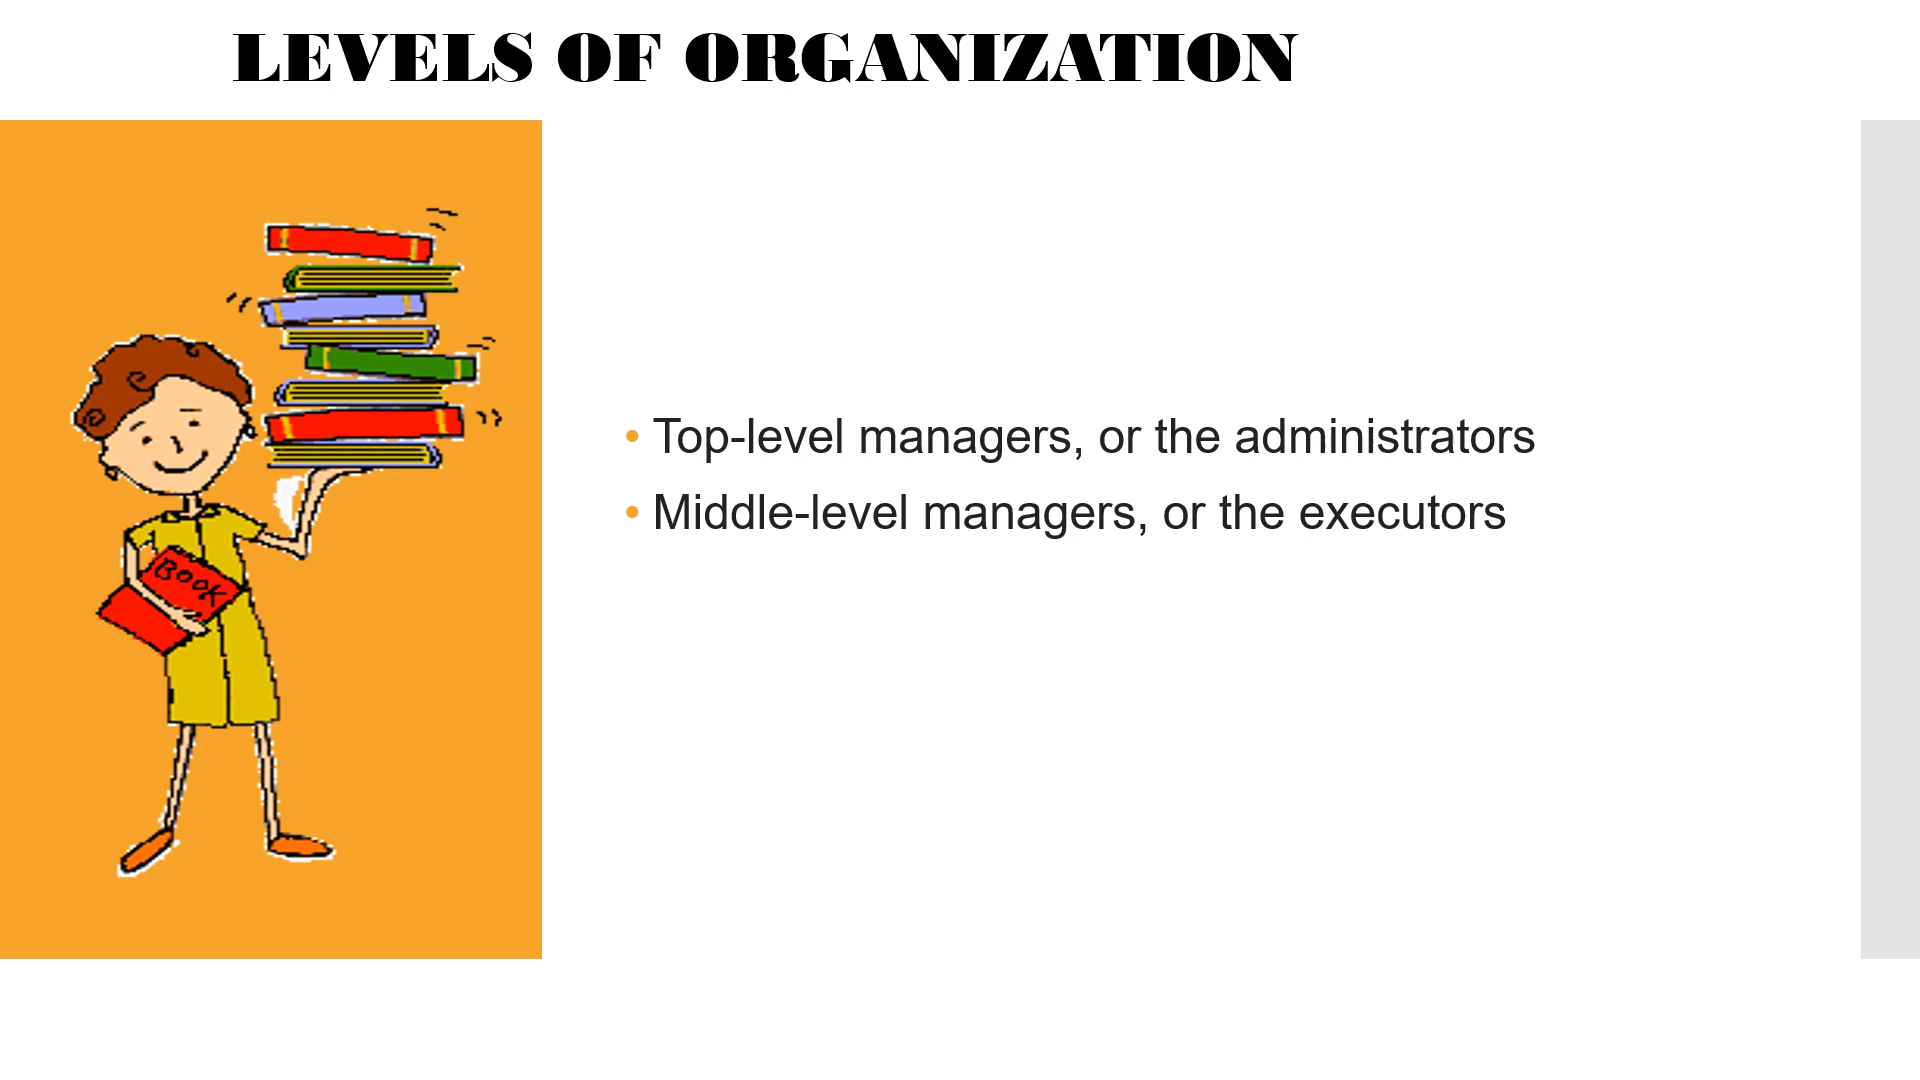 LEVELS OF ORGANIZATION
BOOK
• Top-level managers, or the administrators
• Middle-level managers, or the executors